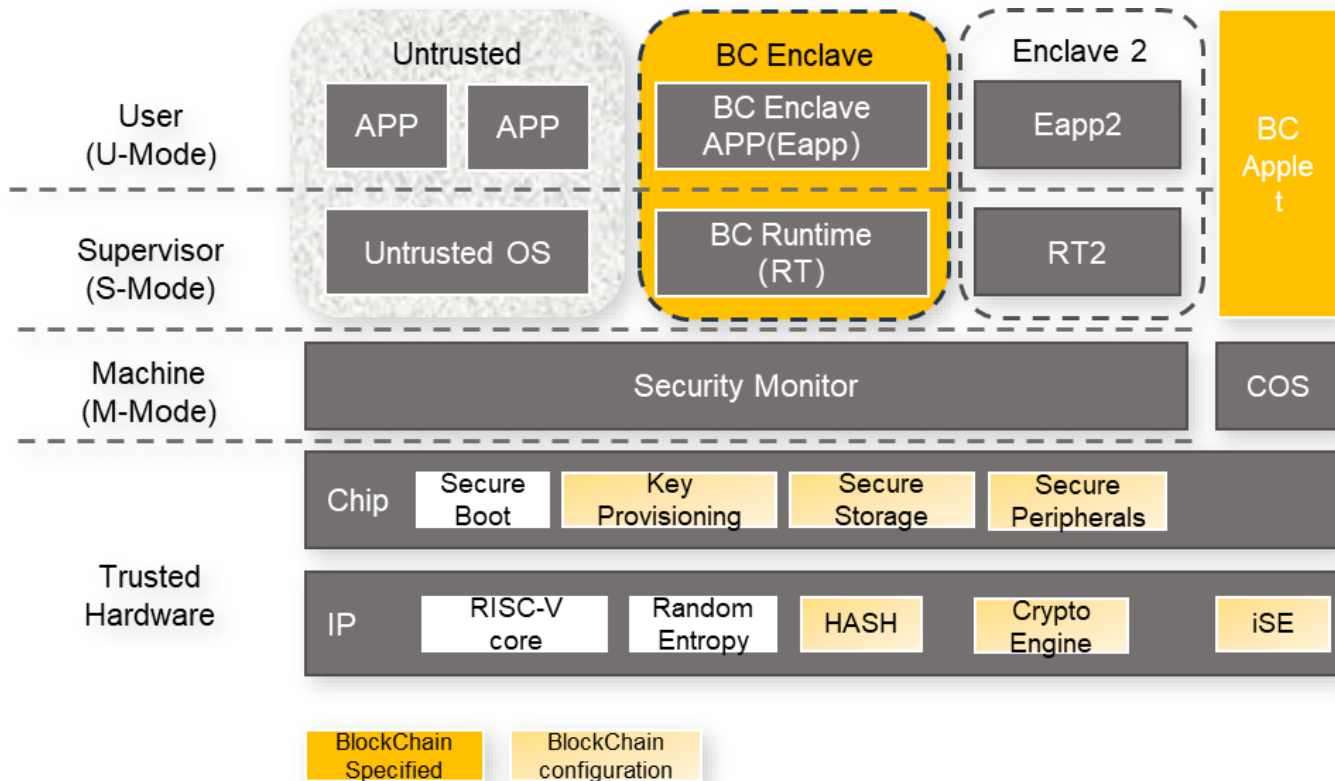 Untrusted
BC Enclave
Enclave 2
User
(U-Mode)
APP
APP
BC Enclave
APP(Eapp)
Eapp2
BC
Apple
t
Supervisor
(S-Mode)
Untrusted OS
BC Runtime
(RT)
RT2
Machine
(M-Mode)
Security Monitor
COS
Trusted
Hardware
Chip
Secure
Boot
Key
Provisioning
Secure
Storage
Secure
Peripherals
IP
RISC-V
core
Random
Entropy
HASH
Crypto
Engine
iSE
BlockChain
Specified
BlockChain
configuration